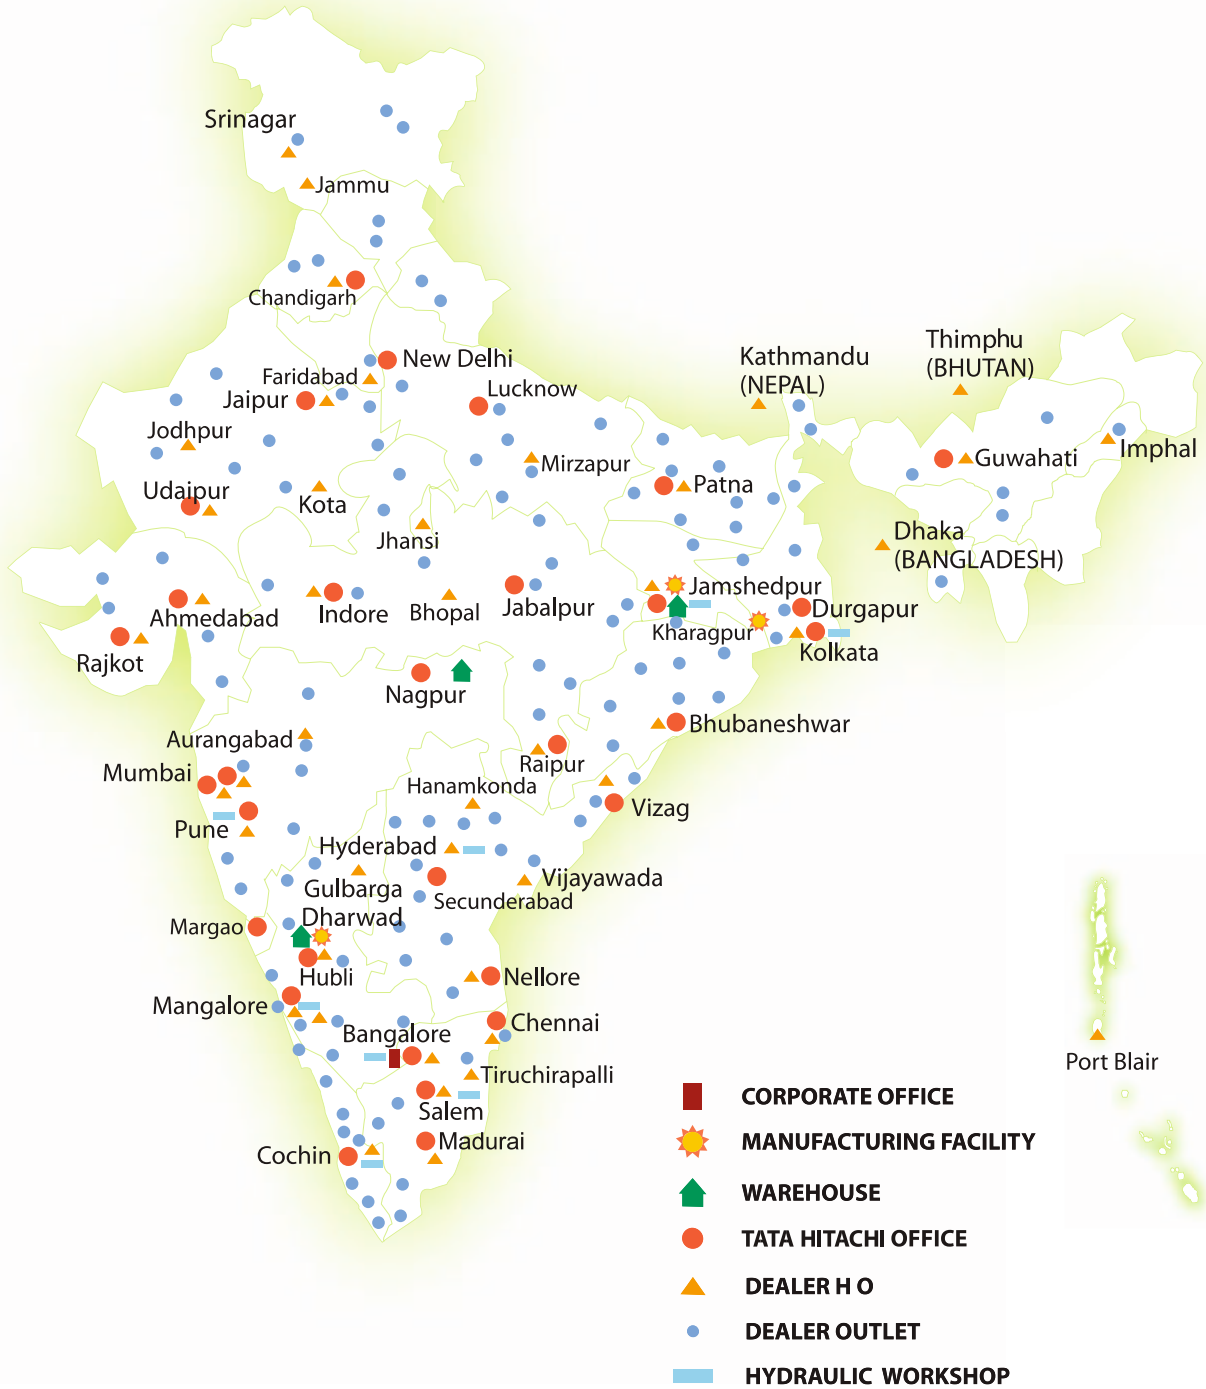 Srinagar
Jammu
Chandigarh
New Delhi
Faridabad
Lucknow
Jaipur
Jodhpur
Mirzapur
Udaipur
Kota
Jhansi
Kathmandu
(NEPAL)
Thimphu
(BHUTAN)
Imphal
Guwahati
Patna
Dhaka
(BANGLADESH)
Ahmedabad
Indore
Bhopal
Jabalpur
Jamshedpur
Durgapur
Kharagpur
Kolkata
Rajkot
Nagpur
Bhubaneshwar
Aurangabad
Mumbai
Raipur
Hanamkonda
Vizag
Pune
Hyderabad
Gulbarga
Vijayawada
Secunderabad
Dharwad
Margao
Hubli
Nellore
Mangalore
Chennai
Bangalore
Tiruchirapalli
Salem
Madurai
Cochin
Port Blair
CORPORATE OFFICE
MANUFACTURING FACILITY
WAREHOUSE
TATA HITACHI OFFICE
DEALER H O
DEALER OUTLET
HYDRAULIC WORKSHOP